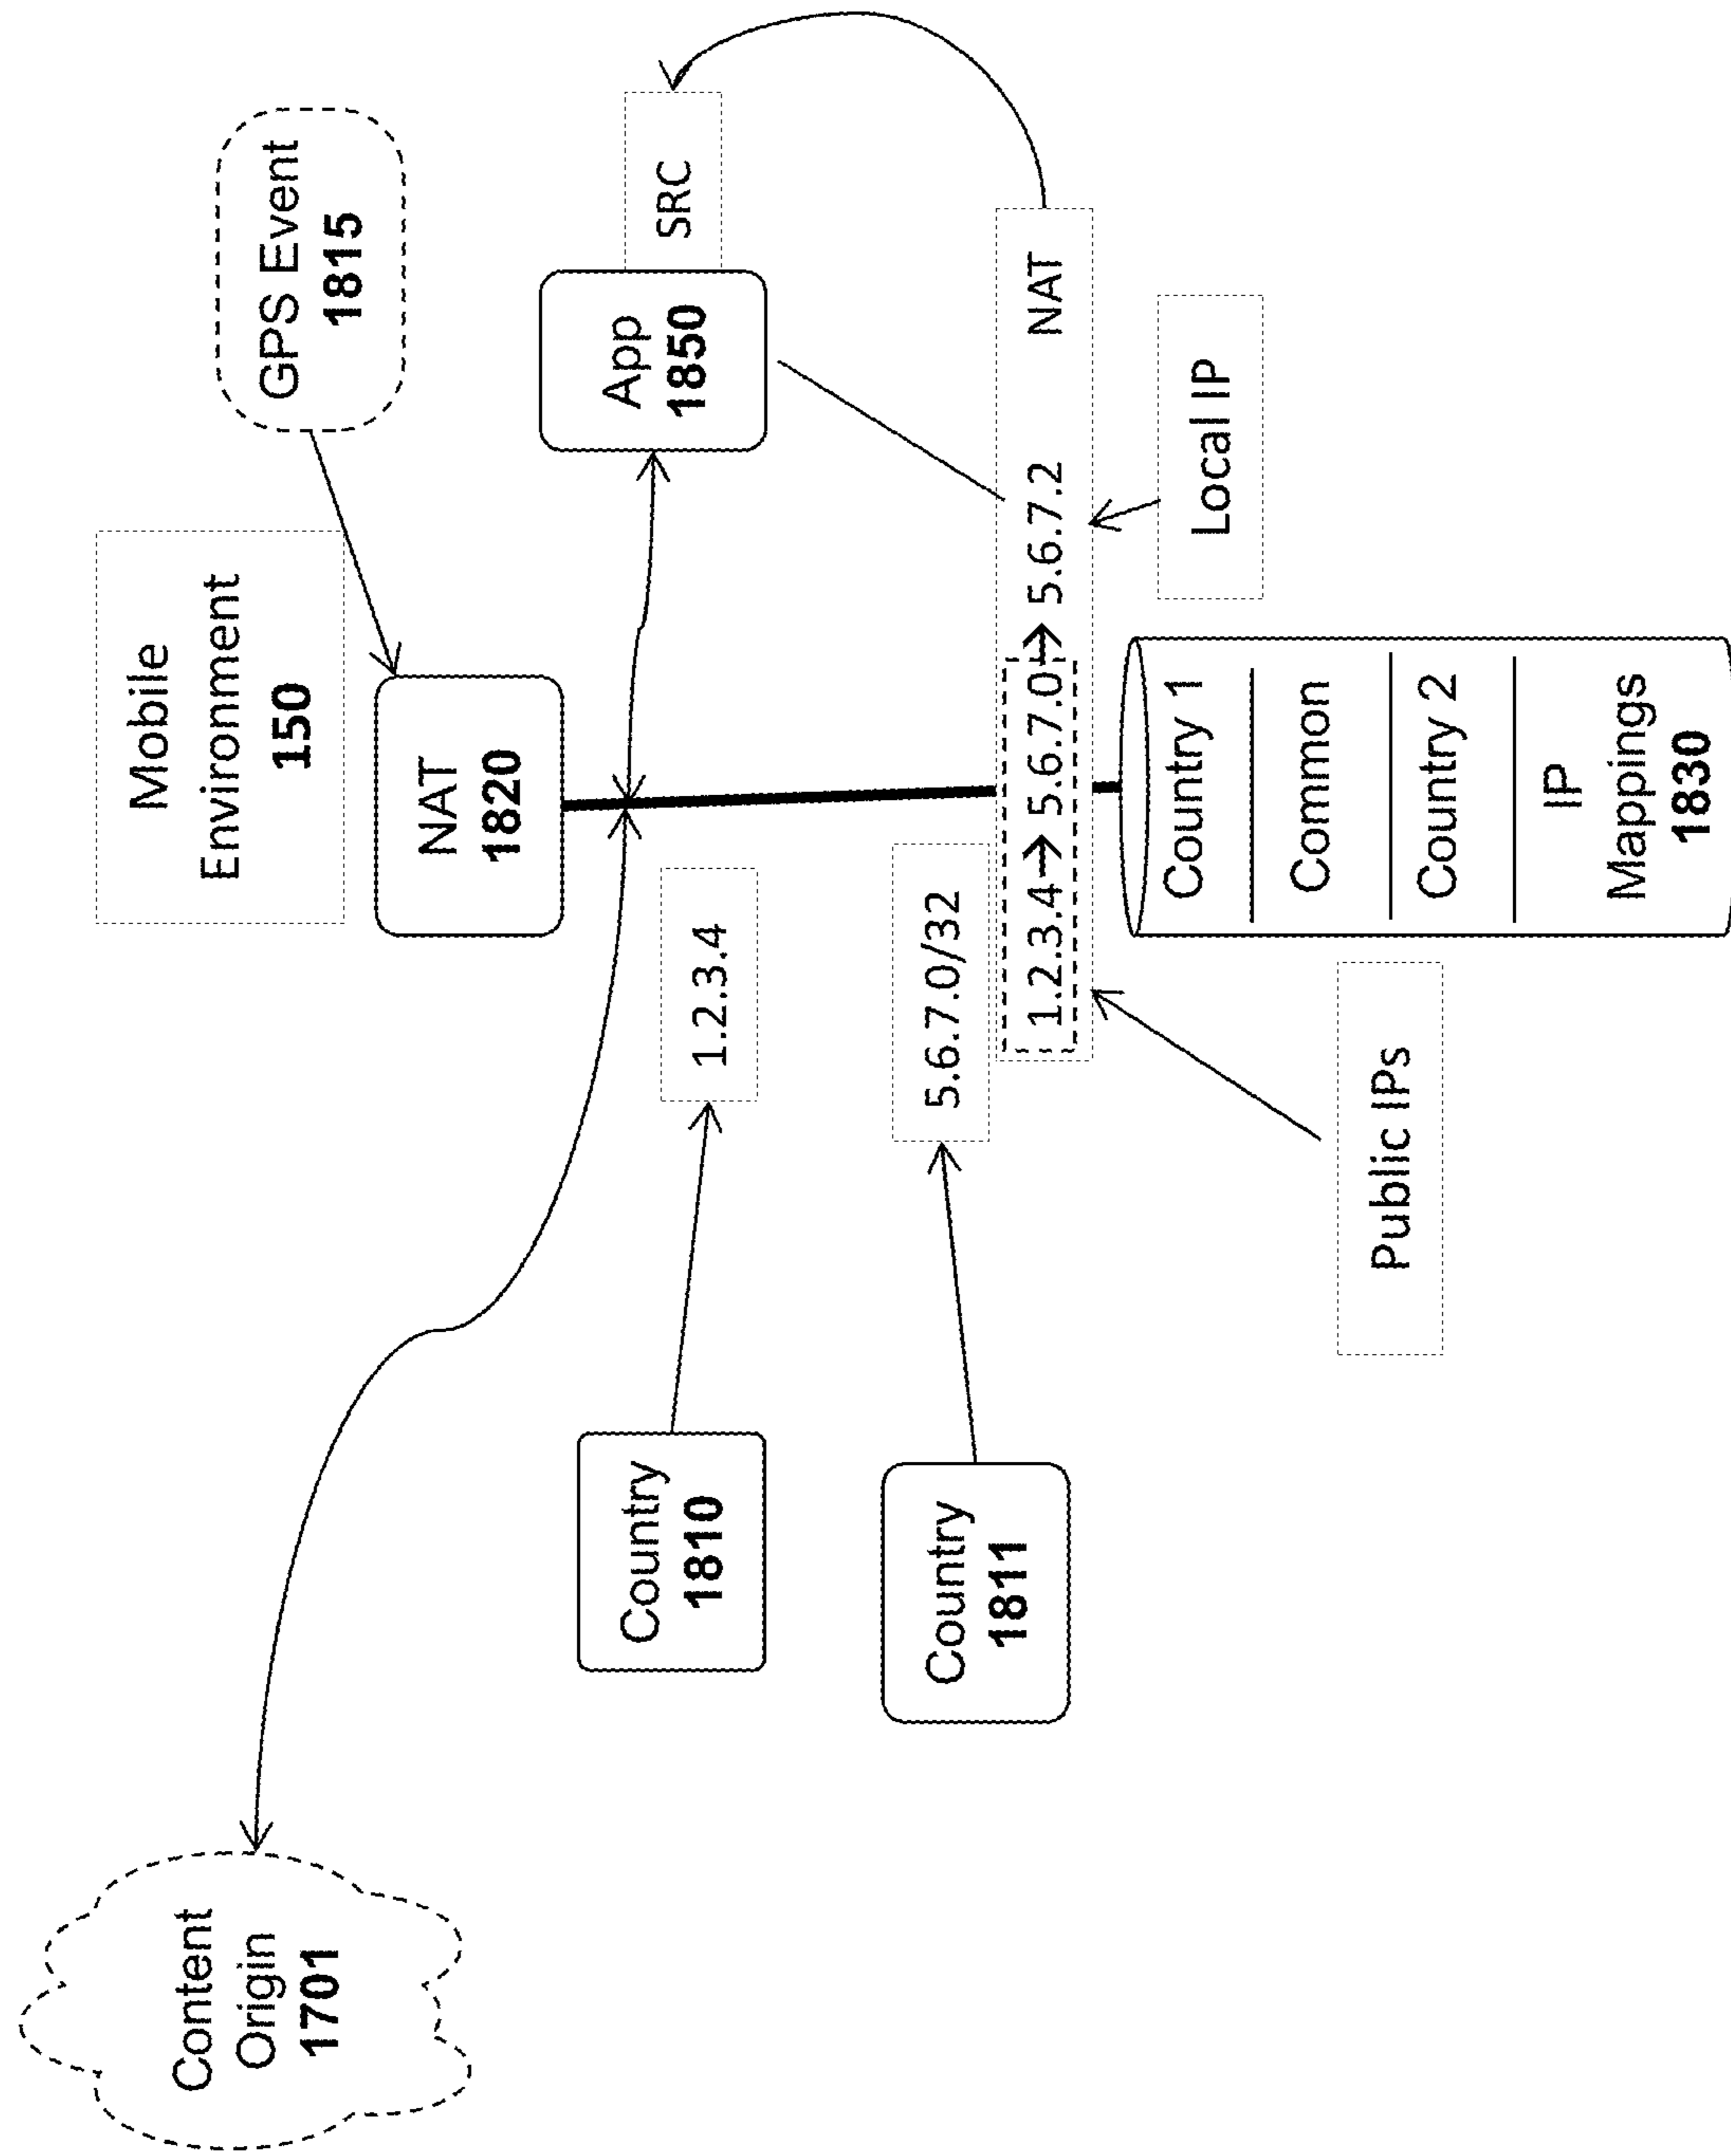 Content
Origin
1701
Mobile
Environment
150
GPS Event
1815
NAT
1820
App
1850
SRC
Country
1810
1.2.3.4
Country
1811
5.6.7.0/32
1.2.3.4→ 5.6.7.0→ 5.6.7.2 NAT
Public IPs
Local IP
Country 1
Common
Country 2
IP
Mappings
1830